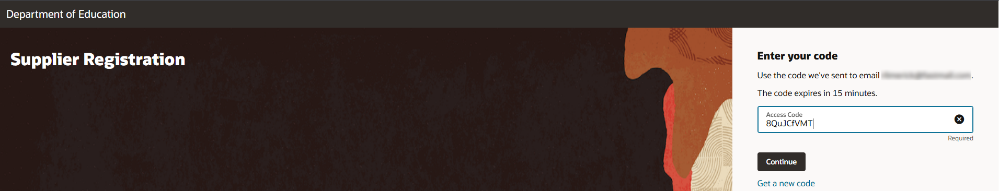 Department of Education
Supplier Registration
Enter your code
Use the code we've sent to email .
The code expires in 15 minutes.
Access Code
8QuJCfVMT
Required
Continue
Get a new code